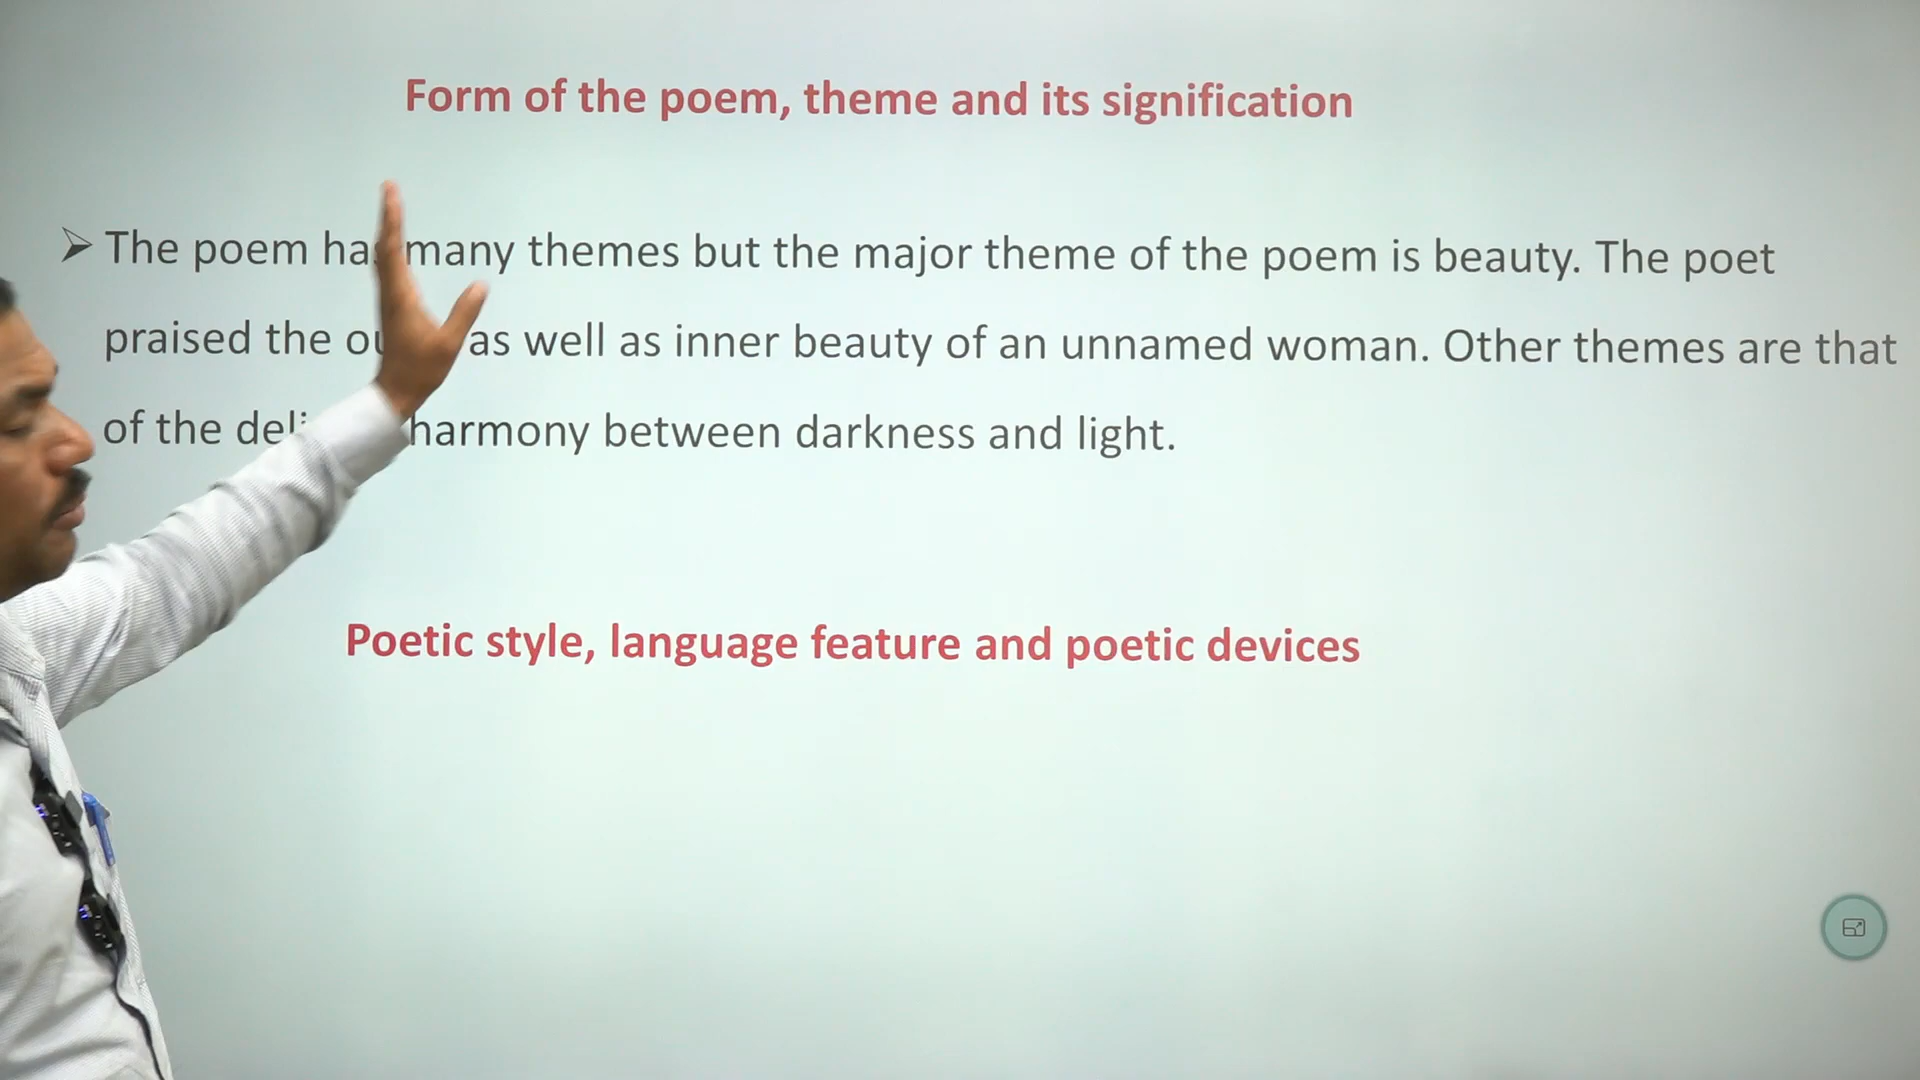 Form of the poem, theme and its signification
The poem has many themes but the major theme of the poem is beauty. The poet
praised the as well as inner beauty of an unnamed woman. Other themes are that
of the harmony between darkness and light.
Poetic style, language feature and poetic devices